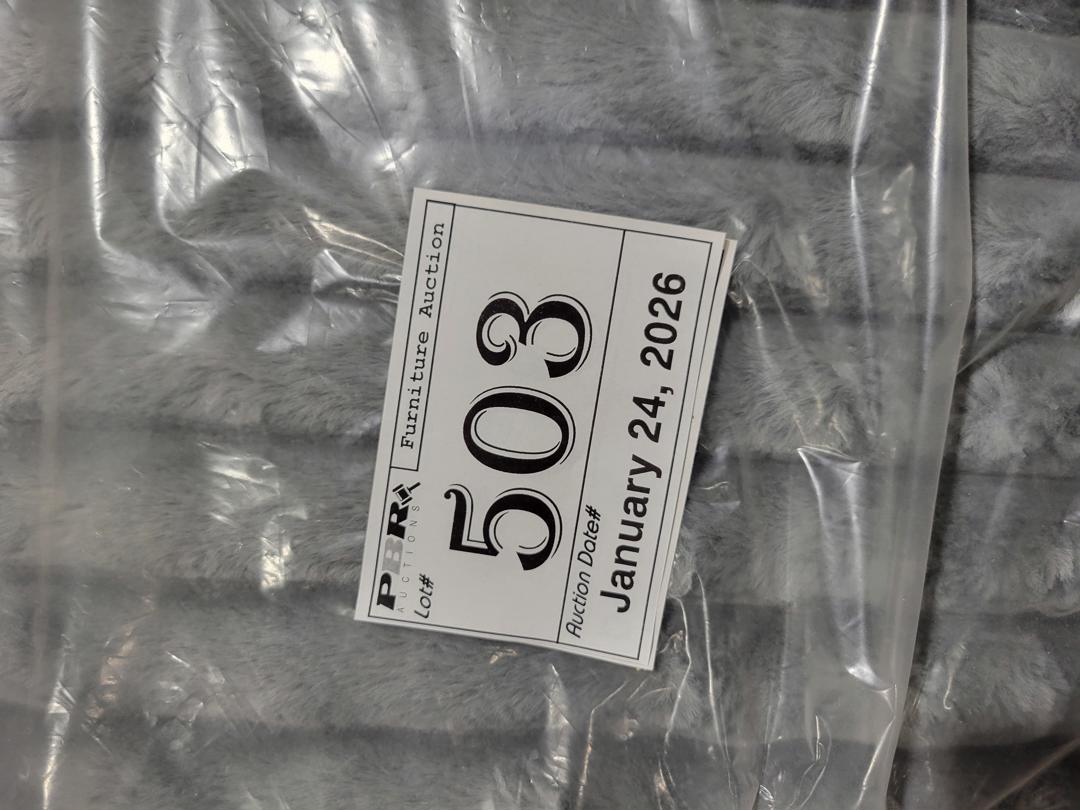 PBR
AUCTIONS
Furniture Auction
Lot#
503
Auction Date#
January 24, 2026